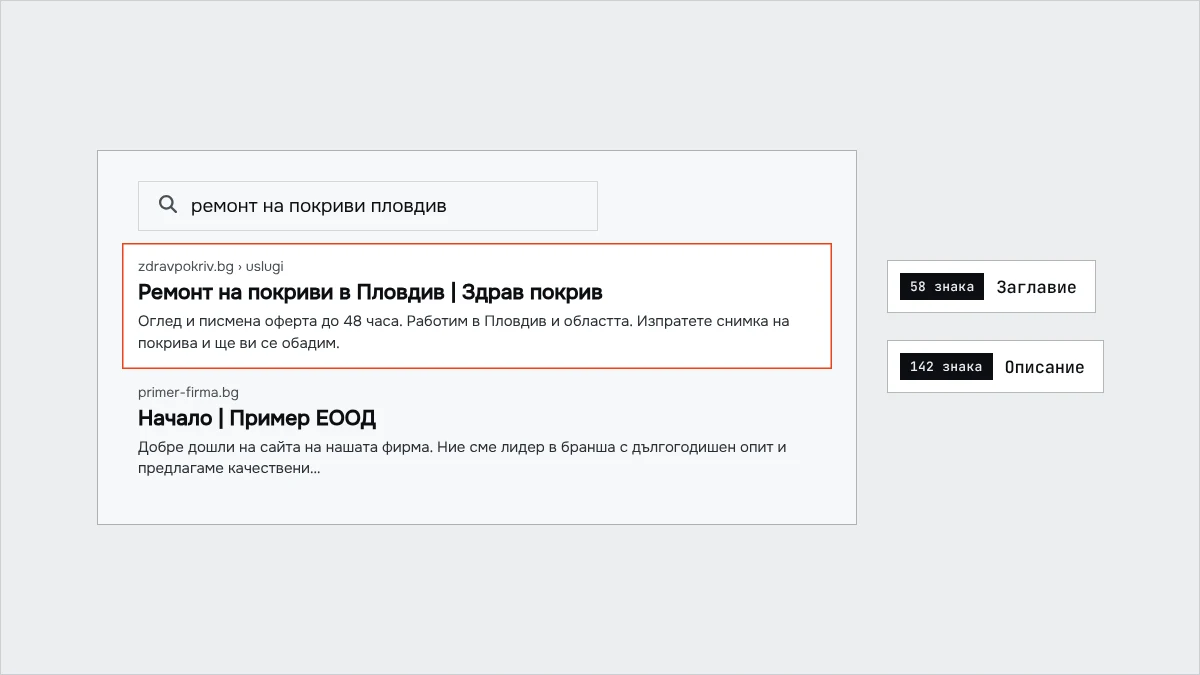 ремонт на покриви пловдив
zdravpokriv.bg › uslugi
Ремонт на покриви в Пловдив | Здрав покрив
Оглед и писмена оферта до 48 часа. Работим в Пловдив и областта. Изпратете снимка на
покрива и ще ви се обадим.
primer-firma.bg
Начало | Пример ЕООД
Добре дошли на сайта на нашата фирма. Ние сме лидер в бранша с дългогодишен опит и
предлагаме качествени...
58 знака Заглавие
142 знака Описание